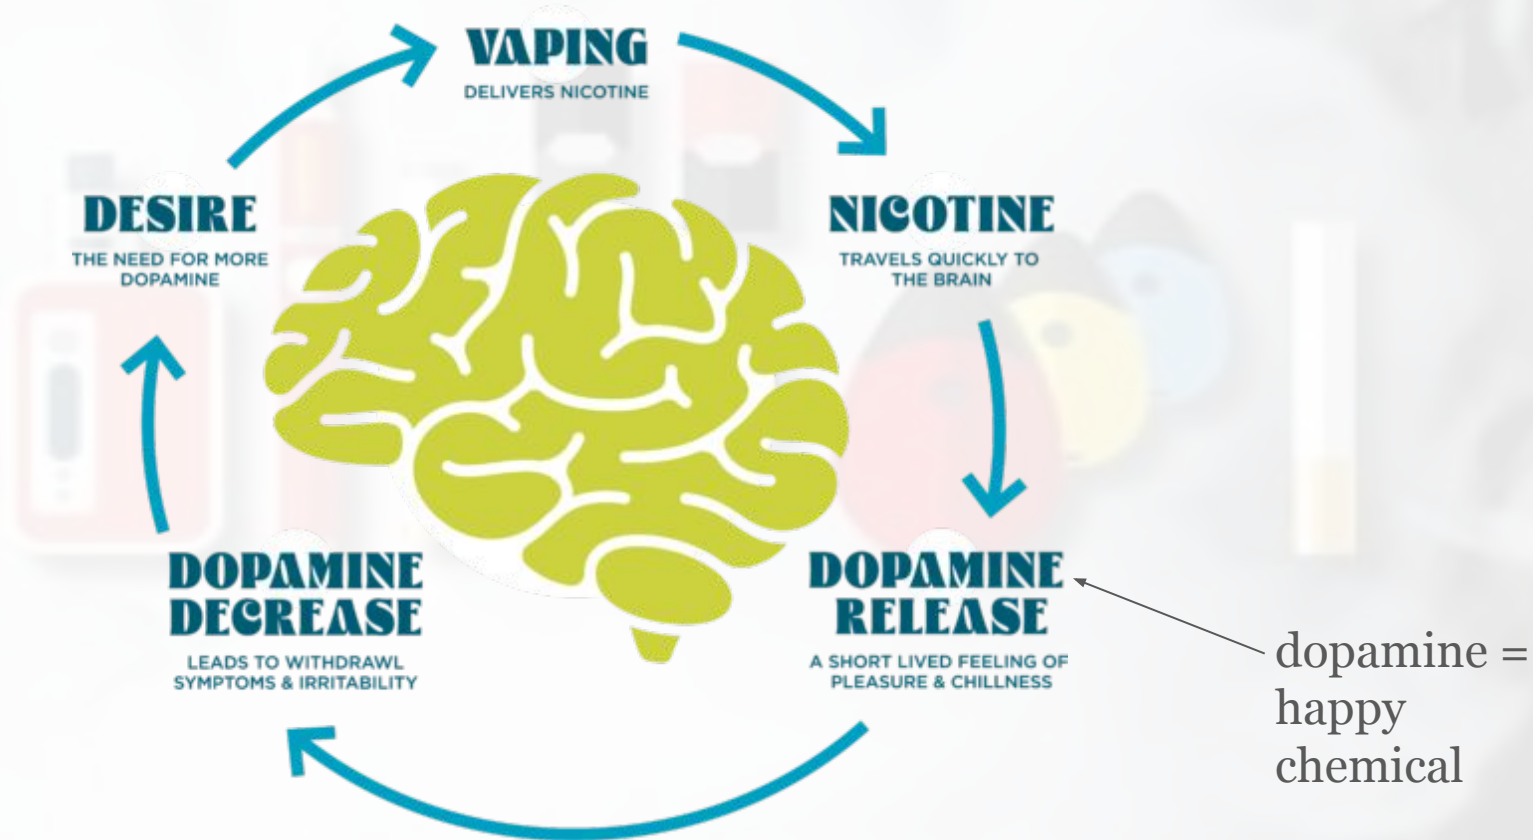 VAPING
DELIVERS NICOTINE
NICOTINE
TRAVELS QUICKLY TO
THE BRAIN
DOPAMINE
RELEASE
A SHORT LIVED FEELING OF
PLEASURE & CHILLNESS
dopamine =
happy
chemical
DOPAMINE
DECREASE
LEADS TO WITHDRAWL
SYMPTOMS & IRRITABILITY
DESIRE
THE NEED FOR MORE
DOPAMINE